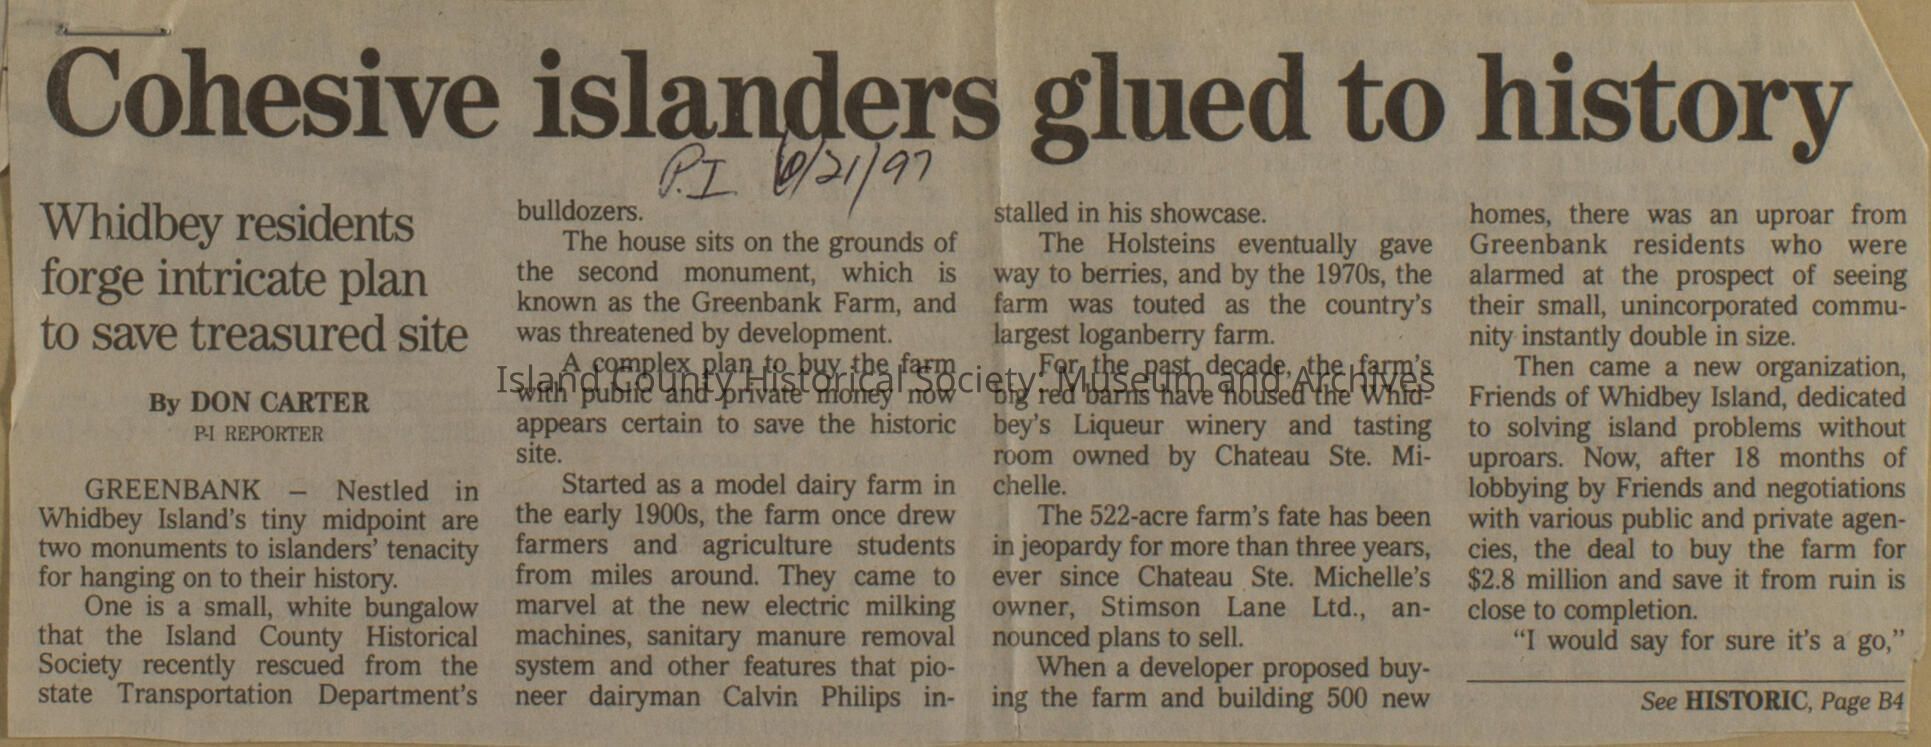 Cohesive islanders glued to history
P.I. 6/21/97
Whidbey residents
forge intricate plan
to save treasured site
By DON CARTER
P-I REPORTER
GREENBANK – Nestled in
Whidbey Island's tiny midpoint are
two monuments to islanders' tenacity
for hanging on to their history.
One is a small, white bungalow
that the Island County Historical
Society recently rescued from the
state Transportation Department's
bulldozers.
The house sits on the grounds of
the second monument, which is
known as the Greenbank Farm, and
was threatened by development.
A complex plan to buy the farm
with public and private money now
appears certain to save the historic
site.
Started as a model dairy farm in
the early 1900s, the farm once drew
farmers and agriculture students
from miles around. They came to
marvel at the new electric milking
machines, sanitary manure removal
system and other features that pio-
neer dairyman Calvin Philips in-
stalled in his showcase.
The Holsteins eventually gave
way to berries, and by the 1970s, the
farm was touted as the country's
largest loganberry farm.
For the past decade, the farm's
big red barns have housed the Whid-
bey's Liqueur winery and tasting
room owned by Chateau Ste. Mi-
chelle.
The 522-acre farm's fate has been
in jeopardy for more than three years,
ever since Chateau Ste. Michelle's
owner, Stimson Lane Ltd., an-
nounced plans to sell.
When a developer proposed buy-
ing the farm and building 500 new
homes, there was an uproar from
Greenbank residents who were
alarmed at the prospect of seeing
their small, unincorporated commu-
nity instantly double in size.
Then came a new organization,
Friends of Whidbey Island, dedicated
to solving island problems without
uproars. Now, after 18 months of
lobbying by Friends and negotiations
with various public and private agen-
cies, the deal to buy the farm for
$2.8 million and save it from ruin is
close to completion.
"I would say for sure it's a go,"
See HISTORIC, Page B4
Island County Historical Society: Museum and Archives